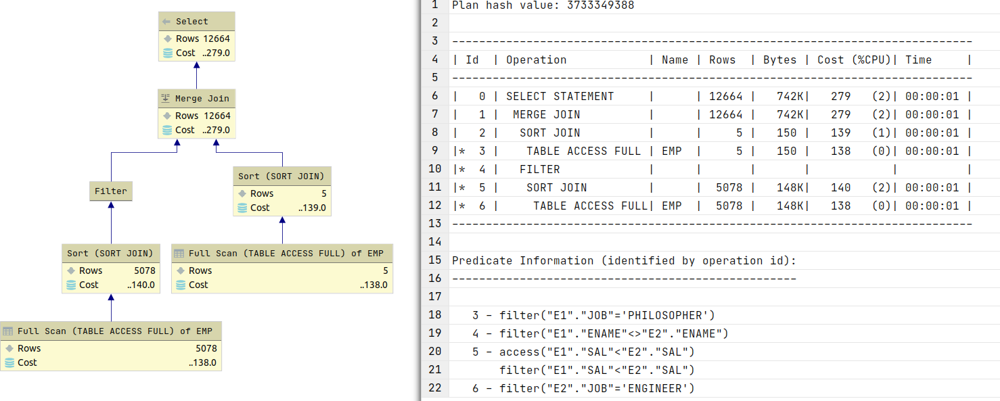 Select
Rows 12664
Cost ..279.0
Merge Join
Rows 12664
Cost ..279.0
Filter
Sort (SORT JOIN)
Rows 5
Cost ..139.0
Sort (SORT JOIN)
Rows 5078
Cost ..140.0
Full Scan (TABLE ACCESS FULL) of EMP
Rows 5
Cost ..138.0
Full Scan (TABLE ACCESS FULL) of EMP
Rows 5078
Cost ..138.0
1 Plan hash value: 3733349388
2
3 -----------------------------------------------------------------------------
4 | Id  | Operation            | Name | Rows  | Bytes | Cost (%CPU)| Time     |
5 -----------------------------------------------------------------------------
6 |   0 | SELECT STATEMENT     |      | 12664 |   742K|   279   (2)| 00:00:01 |
7 |   1 |  MERGE JOIN          |      | 12664 |   742K|   279   (2)| 00:00:01 |
8 |   2 |   SORT JOIN          |      |     5 |   150 |   139   (1)| 00:00:01 |
9 |*  3 |    TABLE ACCESS FULL | EMP  |     5 |   150 |   138   (0)| 00:00:01 |
10 |*  4 |   FILTER             |      |       |       |            |          |
11 |*  5 |    SORT JOIN         |      |  5078 |   148K|   140   (2)| 00:00:01 |
12 |*  6 |     TABLE ACCESS FULL| EMP  |  5078 |   148K|   138   (0)| 00:00:01 |
13 -----------------------------------------------------------------------------
14
15 Predicate Information (identified by operation id):
16 ---------------------------------------------------
17
18    3 - filter("E1"."JOB"='PHILOSOPHER')
19    4 - filter("E1"."ENAME"<>"E2"."ENAME")
20    5 - access("E1"."SAL"<"E2"."SAL")
21        filter("E1"."SAL"<"E2"."SAL")
22    6 - filter("E2"."JOB"='ENGINEER')